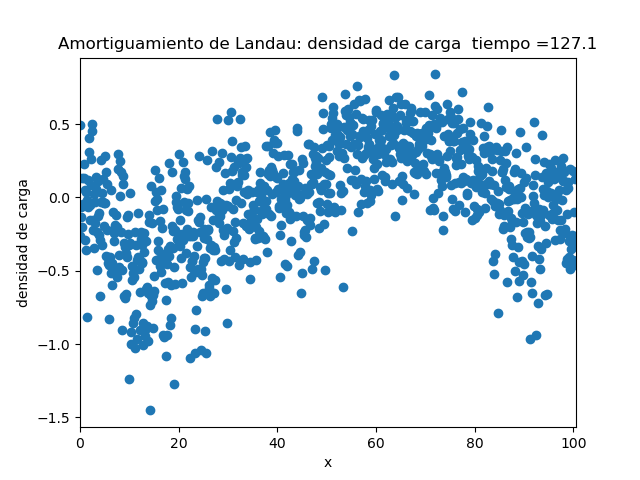 Amortiguamiento de Landau: densidad de carga  tiempo =127.1
densidad de carga
0.5
0.0
−0.5
−1.0
−1.5
0 20 40 60 80 100
x